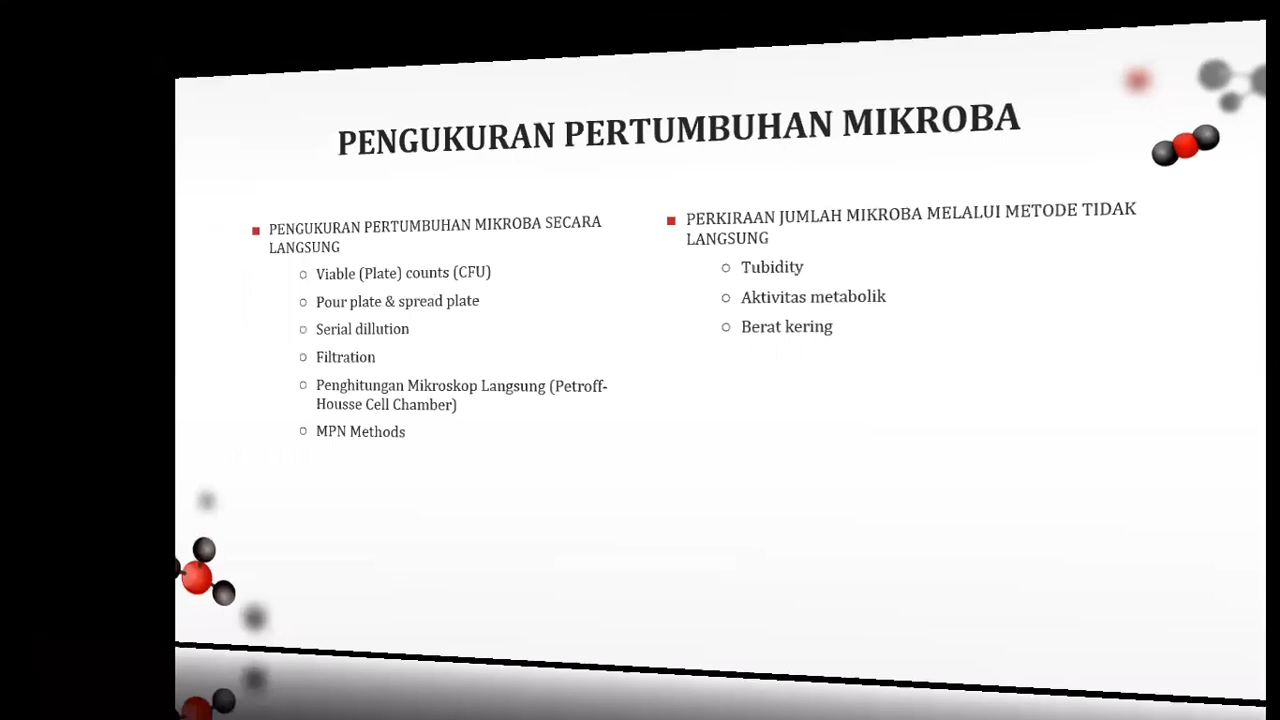 PENGUKURAN PERTUMBUHAN MIKROBA
PENGUKURAN PERTUMBUHAN MIKROBA SECARA
LANGSUNG
Viable (Plate) counts (CFU)
Pour plate & spread plate
Serial dillution
Filtration
Penghitungan Mikroskop Langsung (Petroff-
Housse Cell Chamber)
MPN Methods
PERKIRAAN JUMLAH MIKROBA MELALUI METODE TIDAK
LANGSUNG
Tubidity
Aktivitas metabolik
Berat kering